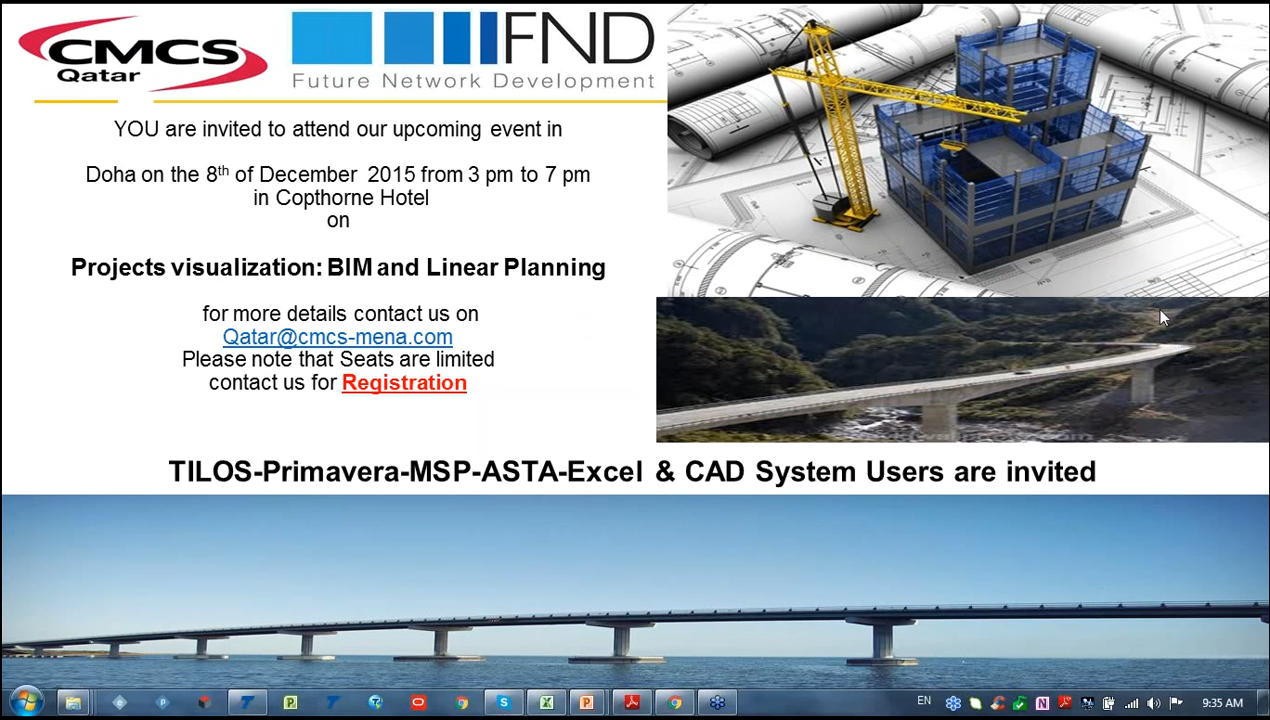 CMCS
Qatar
FND
Future Network Development
YOU are invited to attend our upcoming event in
Doha on the 8th of December 2015 from 3 pm to 7 pm
in Copthorne Hotel
on
Projects visualization: BIM and Linear Planning
for more details contact us on
Qatar@cmcs-mena.com
Please note that Seats are limited
contact us for Registration
TILOS-Primavera-MSP-ASTA-Excel & CAD System Users are invited
EN
9:35 AM